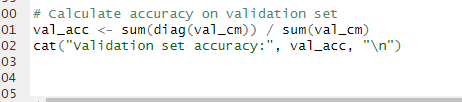 00 # Calculate accuracy on validation set
01 val_acc <- sum(diag(val_cm)) / sum(val_cm)
02 cat("Validation set accuracy:", val_acc, "\n")
03
04
05